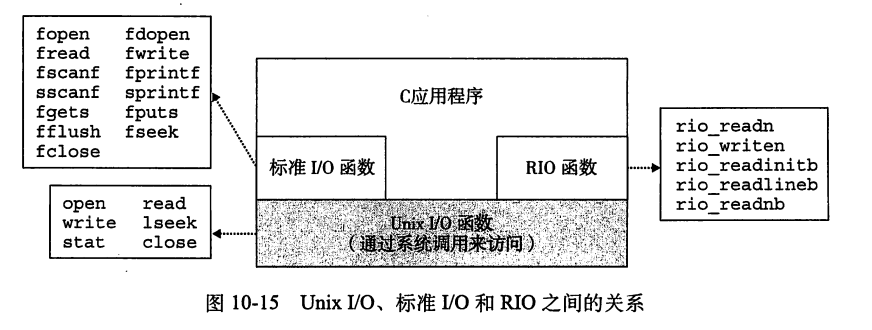 fopen fdopen
fread fwrite
fscanf fprintf
sscanf sprintf
fgets fputs
fflush fseek
fclose
C应用程序
标准 I/O 函数
RIO 函数
rio_readn
rio_writen
rio_readinitb
rio_readlineb
rio_readnb
open read
write lseek
stat close
Unix I/O 函数
(通过系统调用来访问)
图 10-15 Unix I/O、标准 I/O 和 RIO 之间的关系